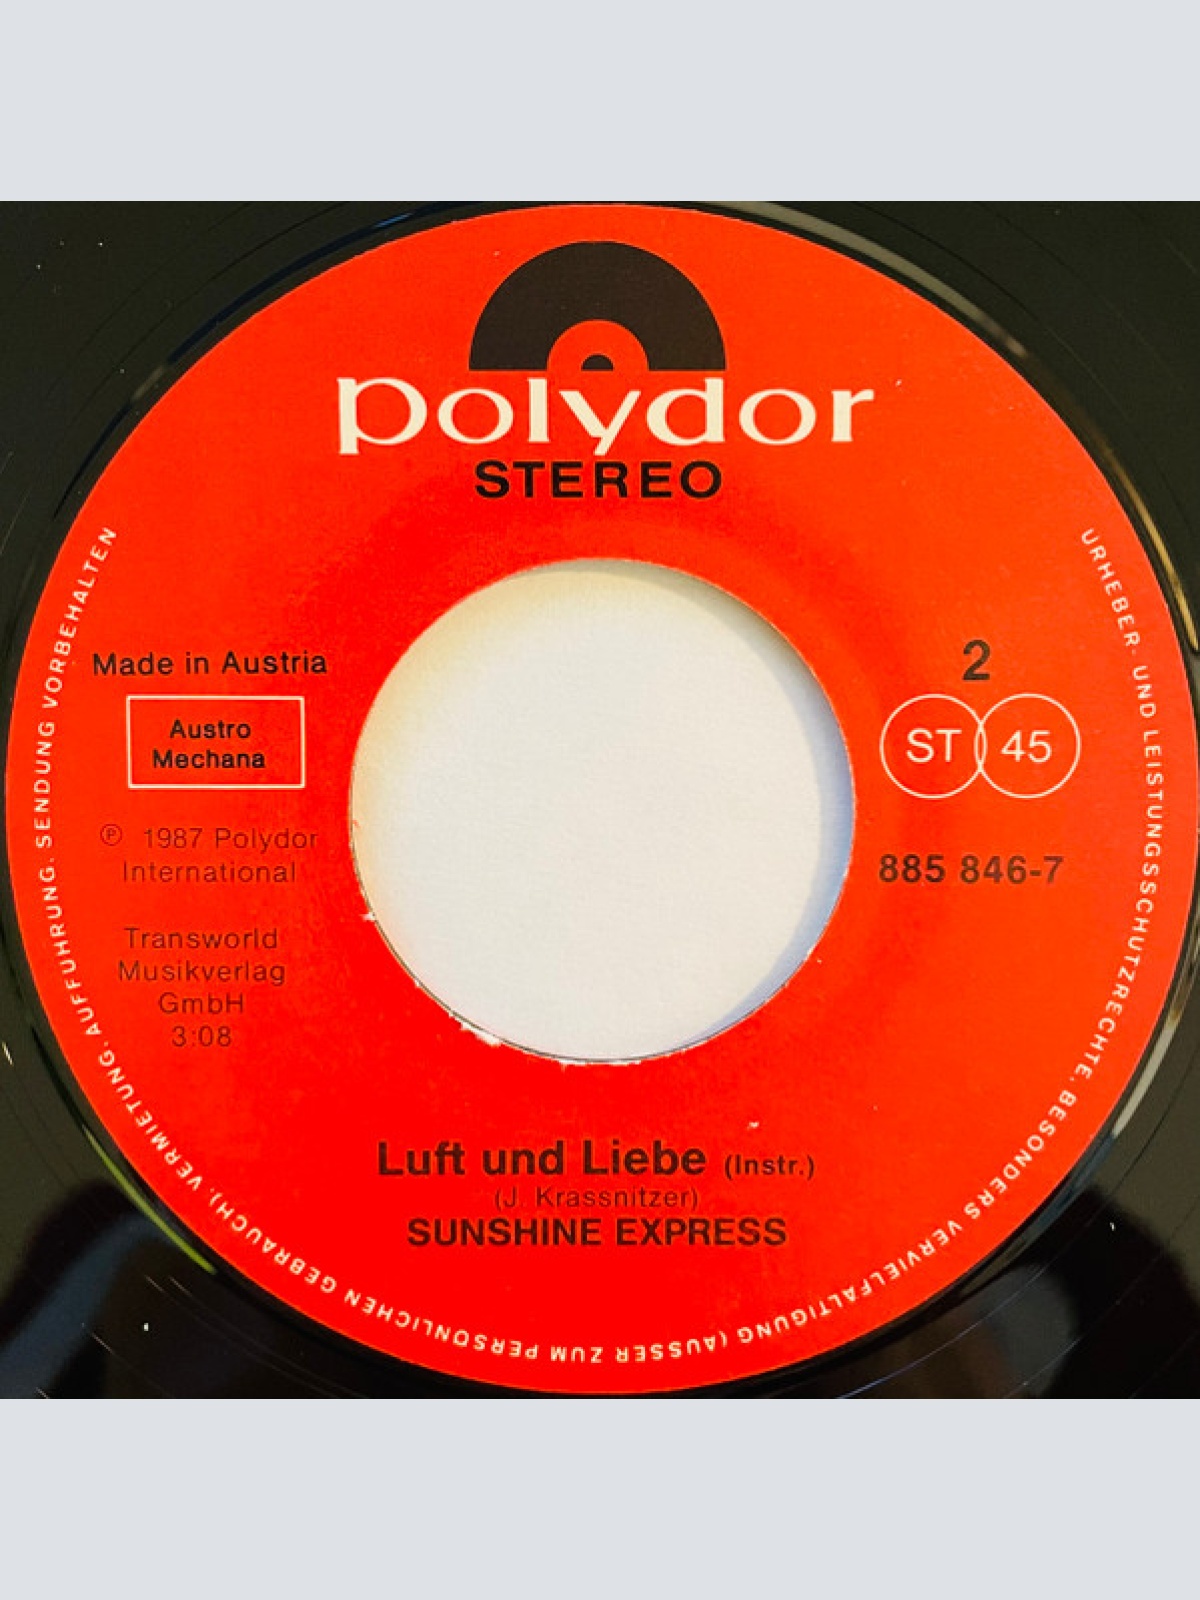 polydor
STEREO
Made in Austria
Austro
Mechana
℗ 1987 Polydor
International
Transworld
Musikverlag
GmbH
3:08
2
ST 45
885 846-7
Luft und Liebe (Instr.)
(J. Krassnitzer)
SUNSHINE EXPRESS
URHEBER- UND LEISTUNGSSCHUTZRECHTE, BESONDERS VERVIELFÄLTIGUNG (AUSSER ZUM PERSÖNLICHEN GEBRAUCH), VERMIETUNG, AUFFÜHRUNG, SENDUNG VORBEHALTEN